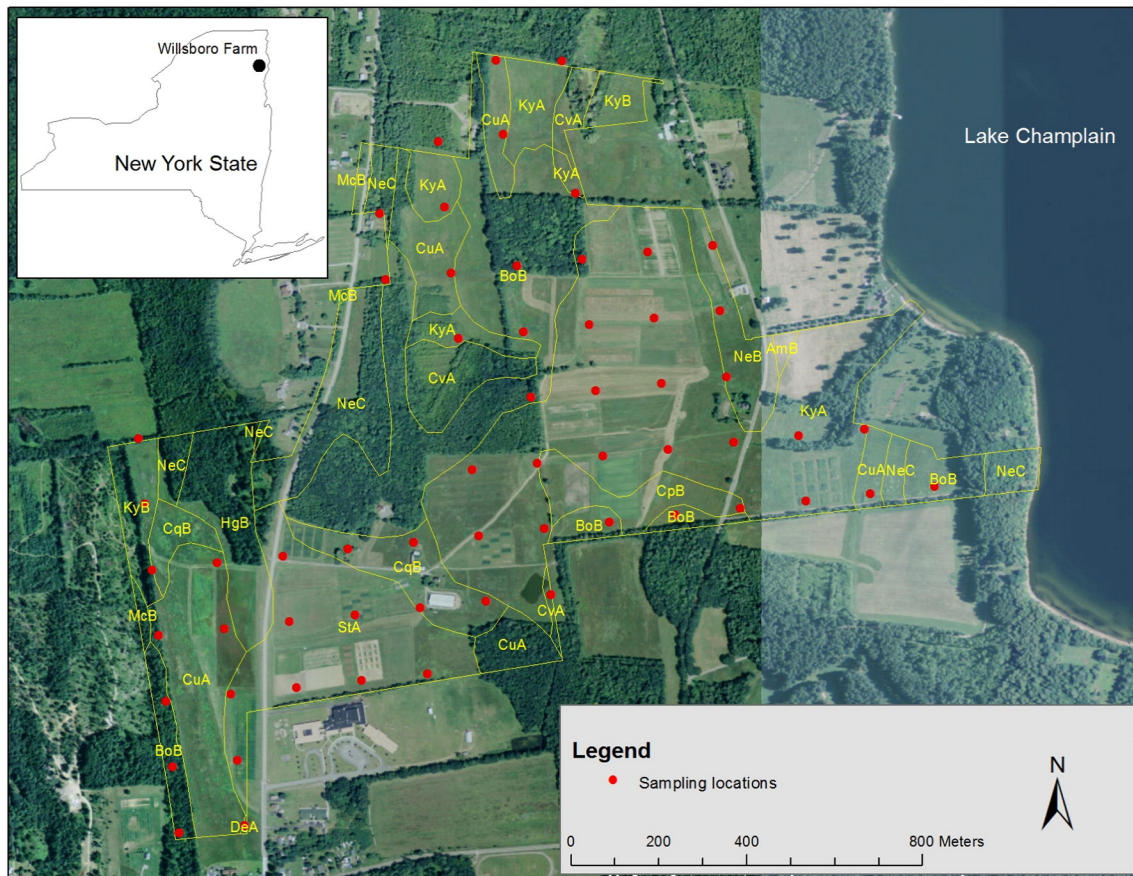 Willsboro Farm
New York State
Lake Champlain
KyA
KyB
CuA
CvA
McB
NeC
KyA
KyA
CuA
BoB
McB
KyA
NeB
AmB
CvA
NeC
KyA
NeC
NeC
CuA
NeC
BoB
NeC
KyB
CqB
HgB
CpB
BoB
BoB
CqB
McB
CvA
StA
CuA
CuA
BoB
DeA
Legend
Sampling locations
N
0
200
400
800 Meters